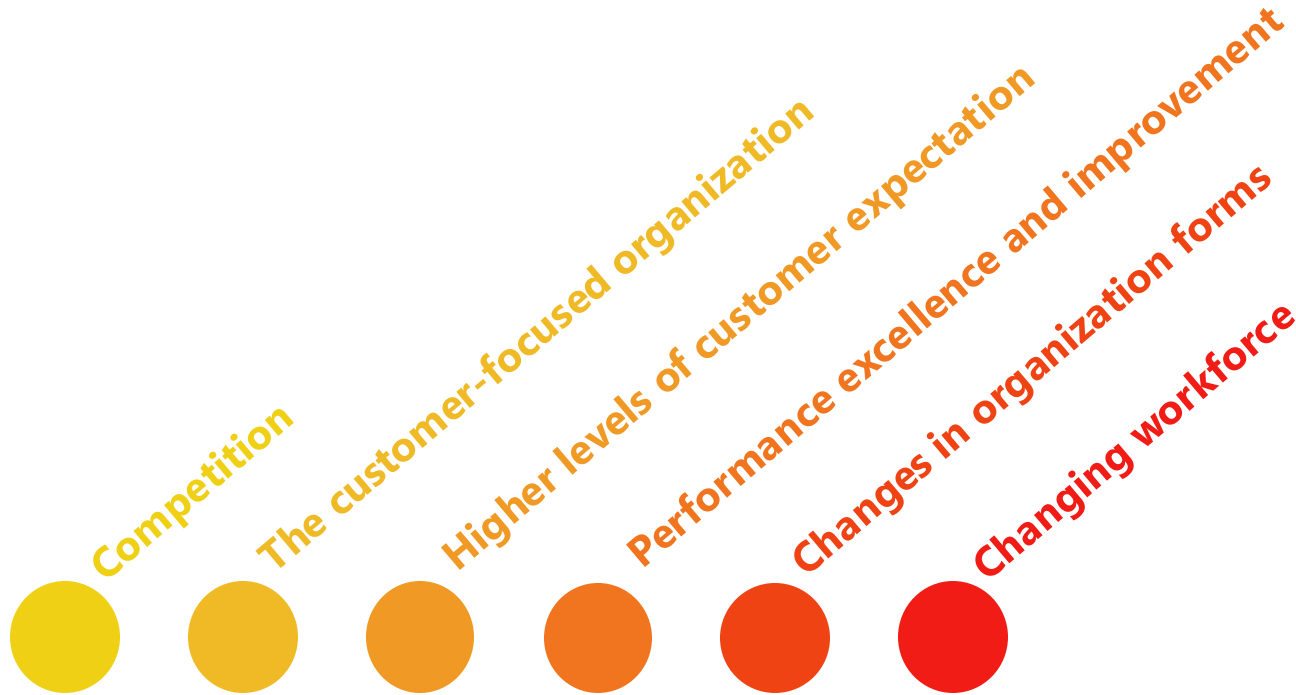 Competition
The customer-focused organization
Higher levels of customer expectation
Performance excellence and improvement
Changes in organization forms
Changing workforce